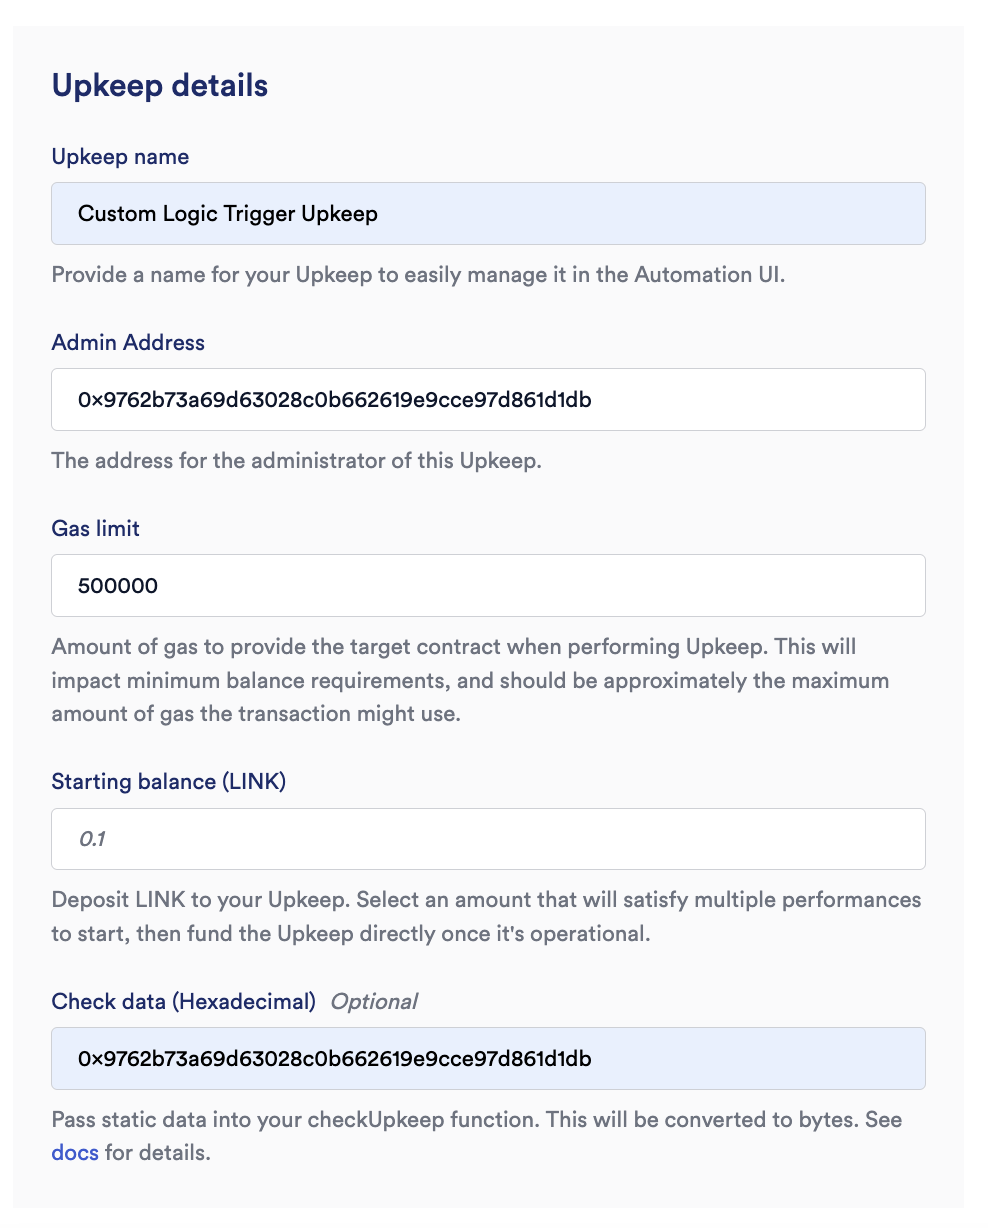 Upkeep details
Upkeep name
Custom Logic Trigger Upkeep
Provide a name for your Upkeep to easily manage it in the Automation UI.
Admin Address
0x9762b73a69d63028c0b662619e9cce97d861d1db
The address for the administrator of this Upkeep.
Gas limit
500000
Amount of gas to provide the target contract when performing Upkeep. This will
impact minimum balance requirements, and should be approximately the maximum
amount of gas the transaction might use.
Starting balance (LINK)
0.1
Deposit LINK to your Upkeep. Select an amount that will satisfy multiple performances
to start, then fund the Upkeep directly once it's operational.
Check data (Hexadecimal) Optional
0x9762b73a69d63028c0b662619e9cce97d861d1db
Pass static data into your checkUpkeep function. This will be converted to bytes. See
docs for details.